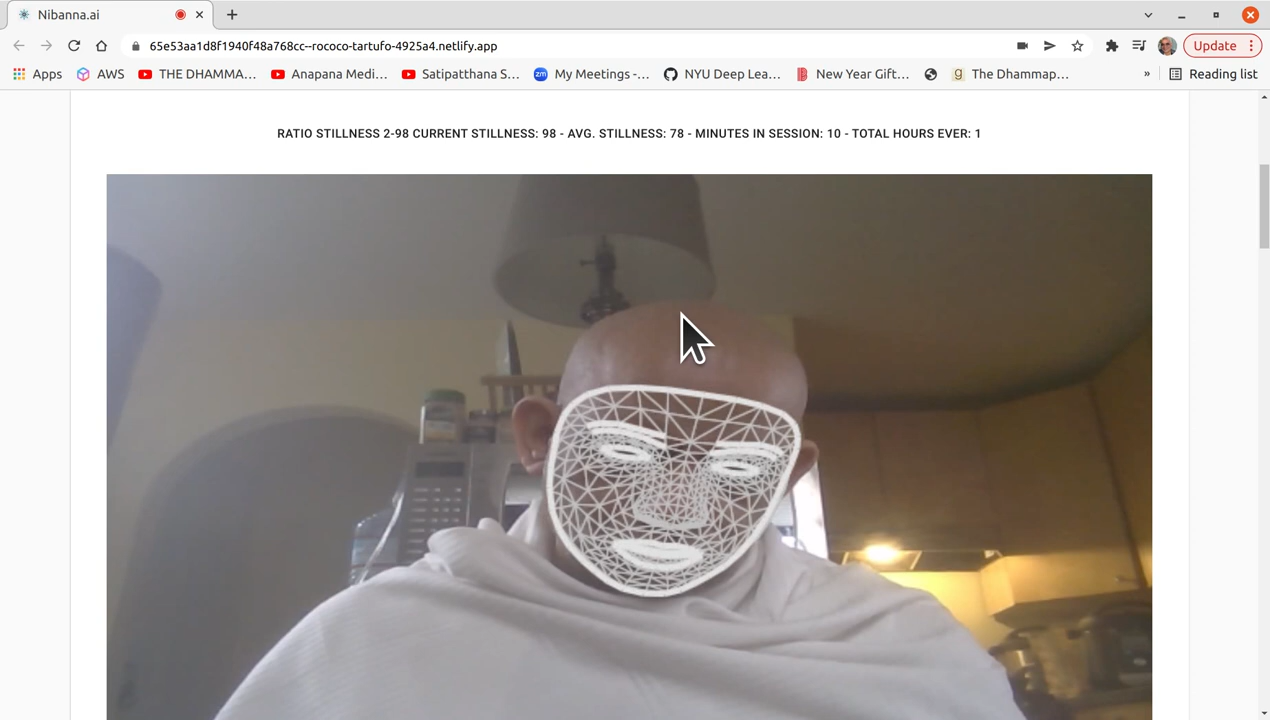 Nibanna.ai
65e53aa1d8f1940f48a768cc--rococo-tartufo-4925a4.netlify.app
Update
Apps AWS THE DHAMMA... Anapana Medi... Satipatthana S... My Meetings -... NYU Deep Lea... New Year Gift... The Dhammap... » Reading list
RATIO STILLNESS 2-98 CURRENT STILLNESS: 98 - AVG. STILLNESS: 78 - MINUTES IN SESSION: 10 - TOTAL HOURS EVER: 1